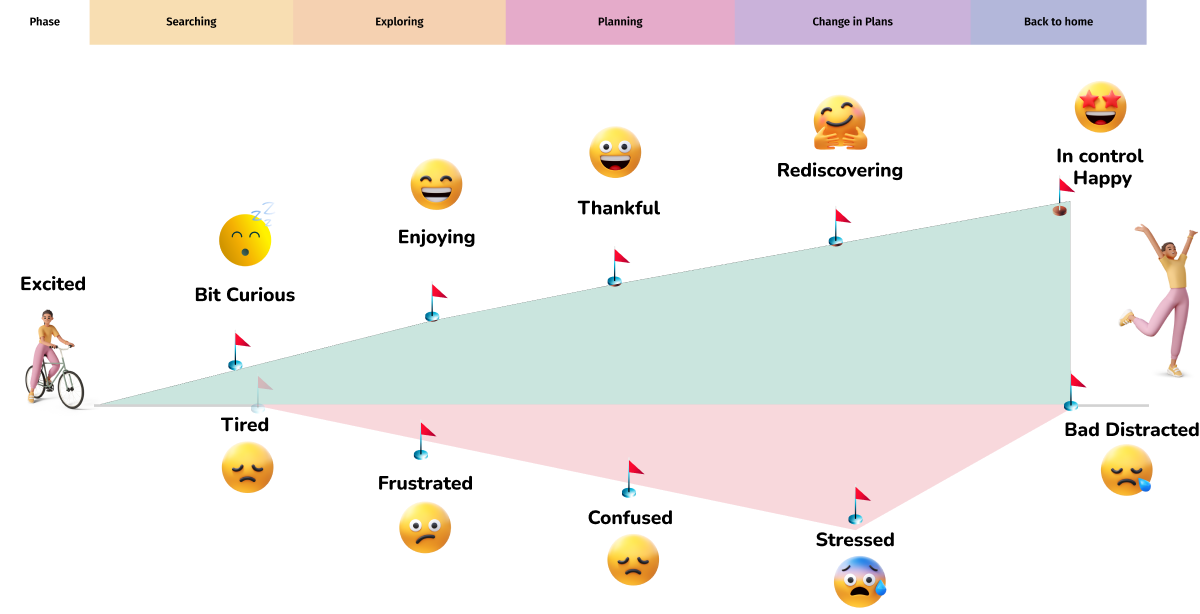 Phase
Searching
Exploring
Planning
Change in Plans
Back to home
In control
Happy
Rediscovering
Thankful
Enjoying
Excited
Bit Curious
Z Z
Z Z
Tired
Bad Distracted
Frustrated
Confused
Stressed